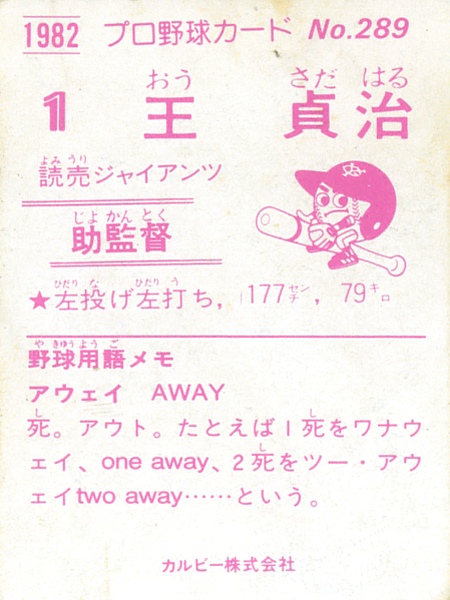 1982 プロ野球カード No.289
おう さだ はる
1 王 貞治
よみ うり
読売ジャイアンツ
じよ かん とく
助監督
ひだり な ひだり う
★左投げ左打ち，177センチ，79キロ
や きゆう よう ご
野球用語メモ
アウェイ AWAY
し し
死。アウト。たとえば1死をワナウ
し
ェイ、one away、2死をツー・アウ
ェイtwo away……という。
カルビー株式会社